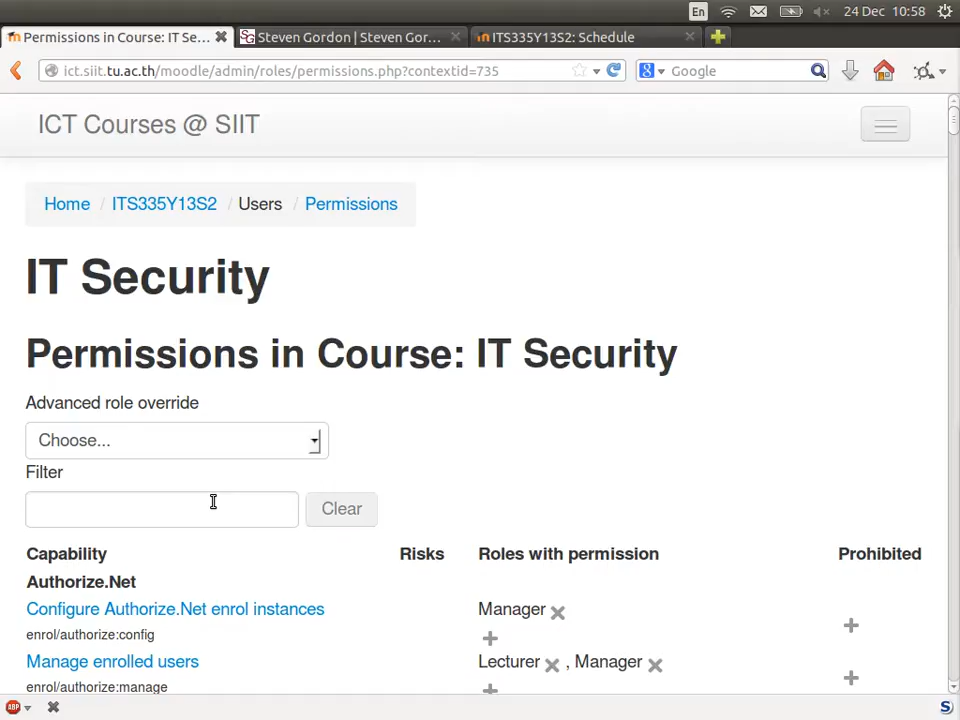 En 24 Dec 10:58
Permissions in Course: IT Se... Steven Gordon | Steven Gor... ITS335Y13S2: Schedule
ict.siit.tu.ac.th/moodle/admin/roles/permissions.php?contextid=735 Google
ICT Courses @ SIIT
Home / ITS335Y13S2 / Users / Permissions
IT Security
Permissions in Course: IT Security
Advanced role override
Choose...
Filter
Clear
Capability Risks Roles with permission Prohibited
Authorize.Net
Configure Authorize.Net enrol instances Manager
enrol/authorize:config
Manage enrolled users Lecturer , Manager
enrol/authorize:manage
ABP